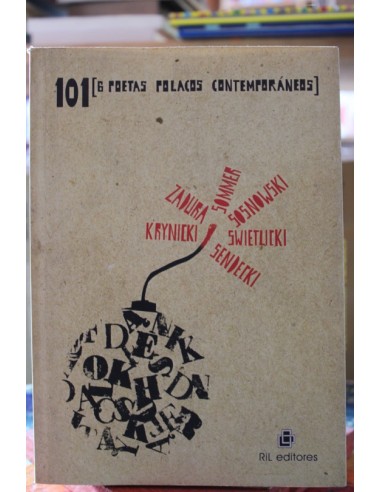 101 [6 POETAS POLACOS CONTEMPORÁNEOS]
ZADURA
SOMMER
SOSNOWSKI
KRYNICKI
ŚWIETLICKI
SENDECKI
RiL editores